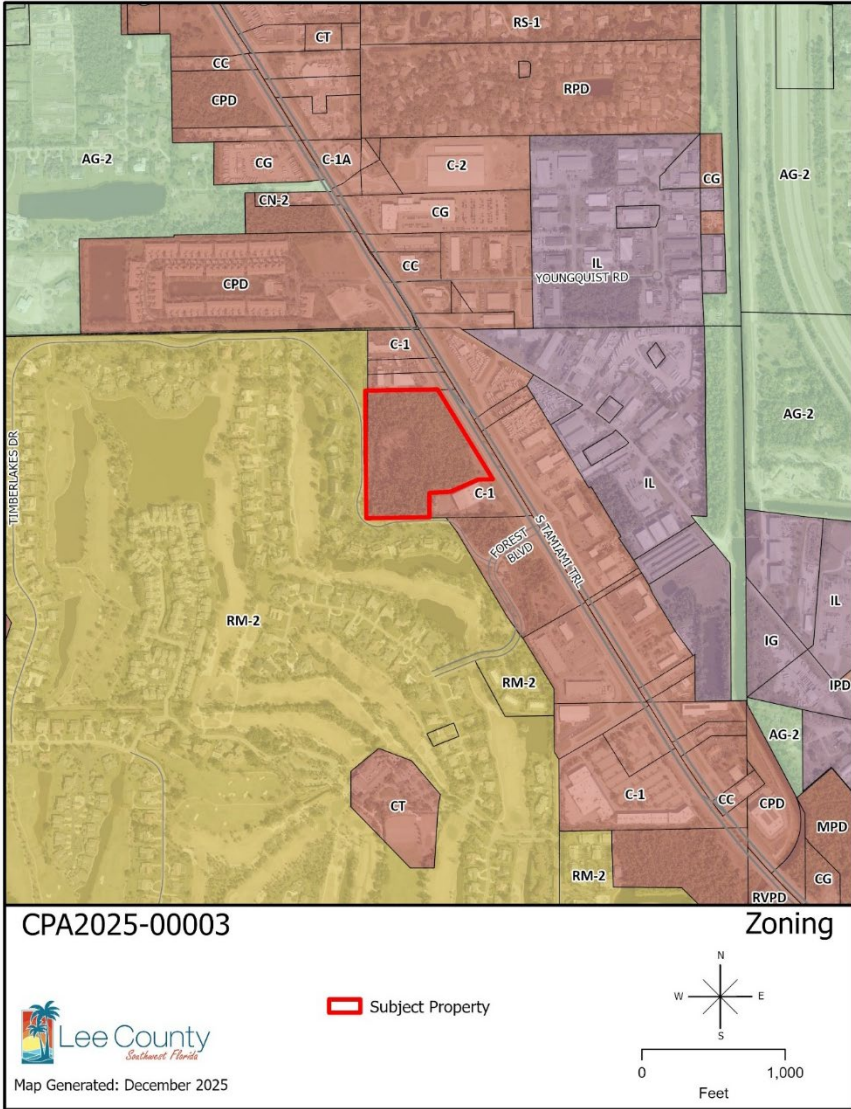 RS-1
CT
CC
RPD
CPD
AG-2
CG
C-1A
C-2
CG
AG-2
CN-2
CG
CC
IL
YOUNGQUIST RD
CPD
C-1
AG-2
TIMBERLAKES DR
IL
C-1
S TAMIAMI TRL
FOREST
BLVD
RM-2
IL
IG
RM-2
IPD
AG-2
C-1
CC
CPD
CT
MPD
RM-2
CG
RVPD
CPA2025-00003
Zoning
N
W
E
S
Subject Property
Lee County
Southwest Florida
0
1,000
Feet
Map Generated: December 2025